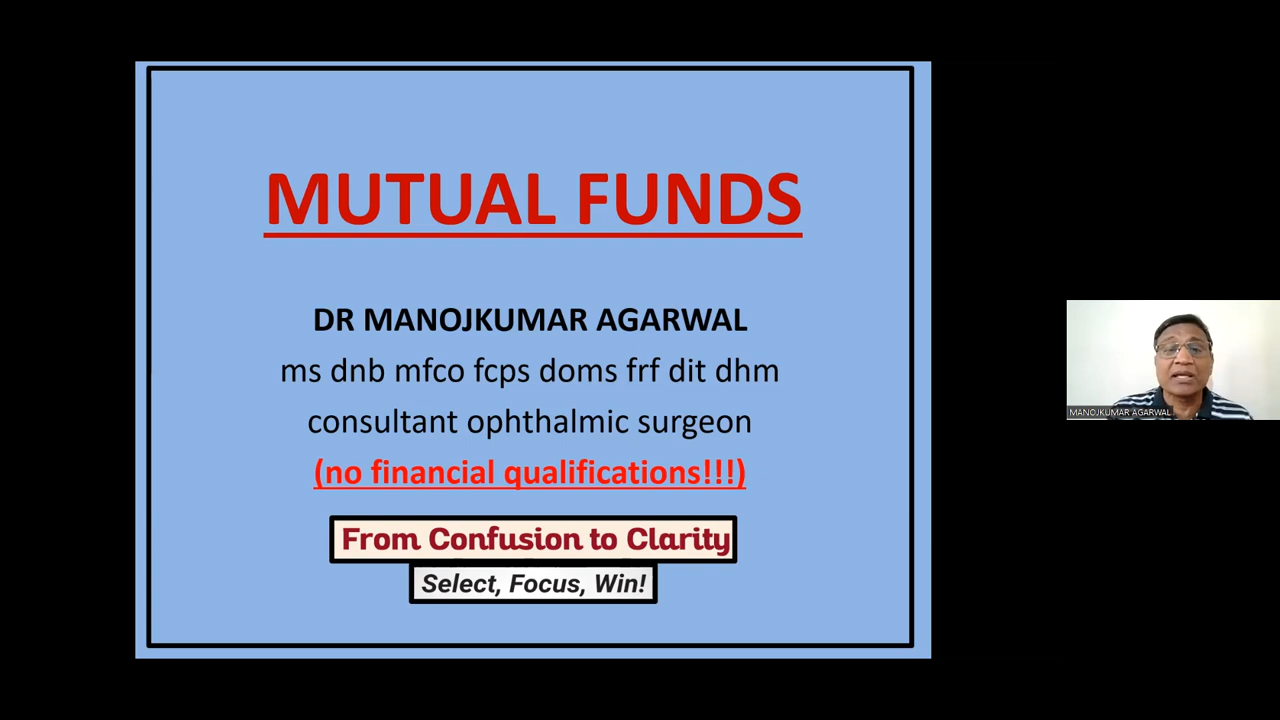 MUTUAL FUNDS
DR MANOJKUMAR AGARWAL
ms dnb mfco fcps doms frf dit dhm
consultant ophthalmic surgeon
(no financial qualifications!!!)
From Confusion to Clarity
Select, Focus, Win!
MANOJKUMAR AGARWAL